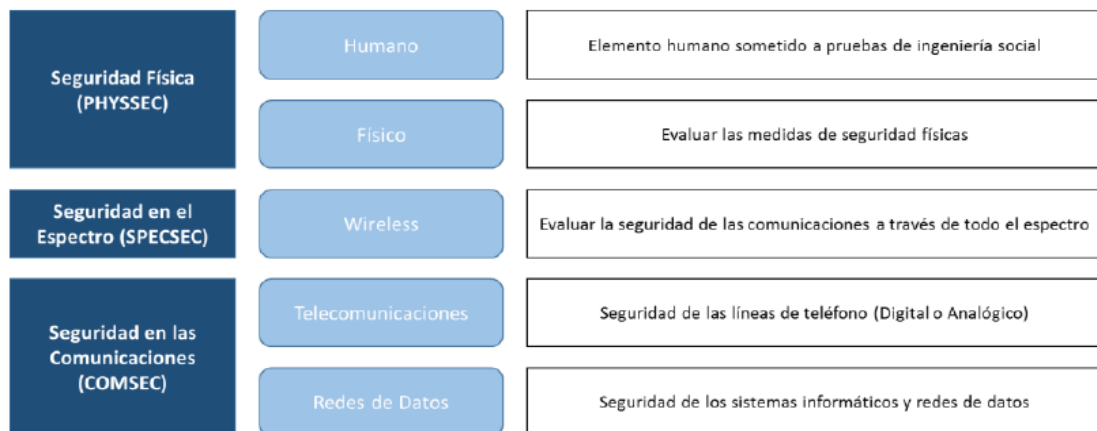 Seguridad Física
(PHYSSEC)
Humano
Elemento humano sometido a pruebas de ingeniería social
Físico
Evaluar las medidas de seguridad físicas
Seguridad en el
Espectro (SPECSEC)
Wireless
Evaluar la seguridad de las comunicaciones a través de todo el espectro
Seguridad en las
Comunicaciones
(COMSEC)
Telecomunicaciones
Seguridad de las líneas de teléfono (Digital o Analógico)
Redes de Datos
Seguridad de los sistemas informáticos y redes de datos